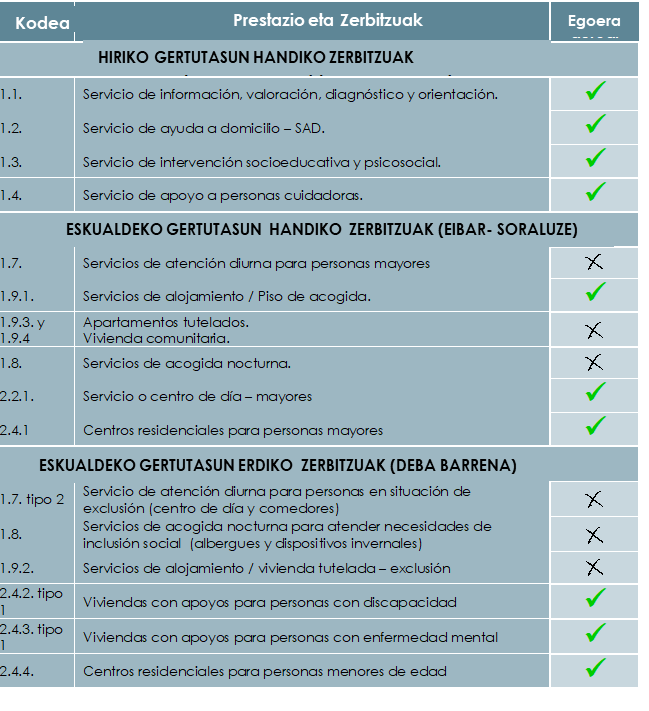 Kodea Prestazio eta Zerbitzuak Egoera
HIRIKO GERTUTASUN HANDIKO ZERBITZUAK
1.1. Servicio de información, valoración, diagnóstico y orientación.
1.2. Servicio de ayuda a domicilio – SAD.
1.3. Servicio de intervención socioeducativa y psicosocial.
1.4. Servicio de apoyo a personas cuidadoras.
ESKUALDEKO GERTUTASUN HANDIKO ZERBITZUAK (EIBAR- SORALUZE)
1.7. Servicios de atención diurna para personas mayores
1.9.1. Servicios de alojamiento / Piso de acogida.
1.9.3. y Apartamentos tutelados.
1.9.4 Vivienda comunitaria.
1.8. Servicios de acogida nocturna.
2.2.1. Servicio o centro de día – mayores
2.4.1 Centros residenciales para personas mayores
ESKUALDEKO GERTUTASUN ERDIKO ZERBITZUAK (DEBA BARRENA)
1.7. tipo 2 Servicio de atención diurna para personas en situación de
exclusión (centro de día y comedores)
1.8. Servicios de acogida nocturna para atender necesidades de
inclusión social (albergues y dispositivos invernales)
1.9.2. Servicios de alojamiento / vivienda tutelada – exclusión
2.4.2. tipo
1 Viviendas con apoyos para personas con discapacidad
2.4.3. tipo
1 Viviendas con apoyos para personas con enfermedad mental
2.4.4. Centros residenciales para personas menores de edad